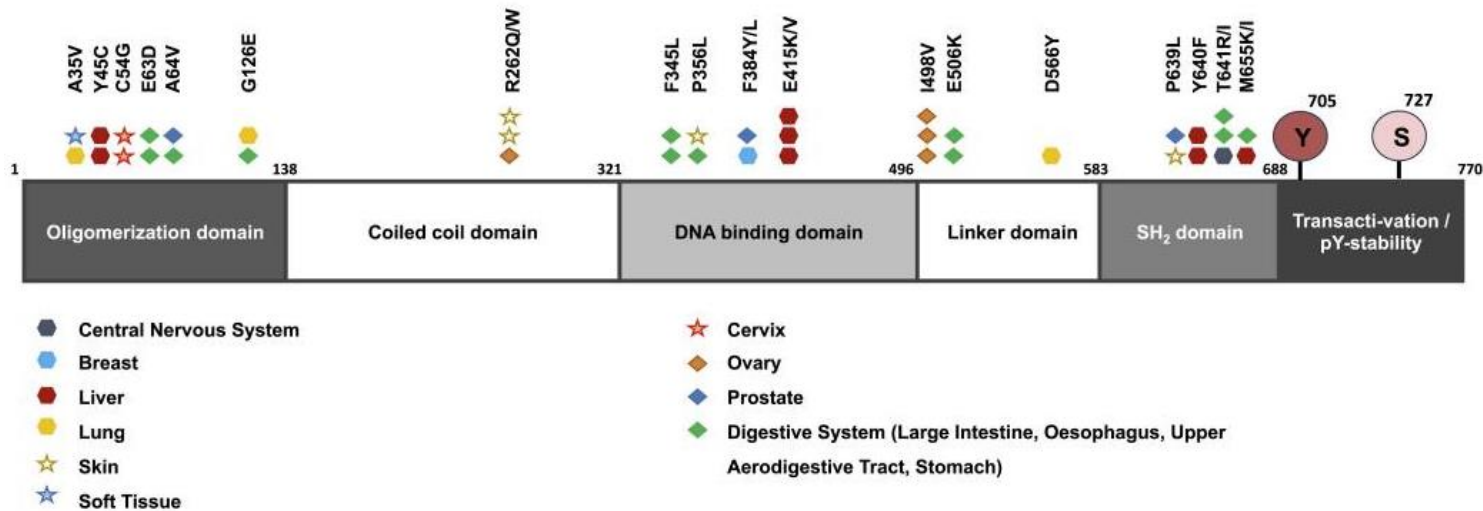 A35V
Y45C
C54G
E63D
A64V
G126E
R262Q/W
F345L
P356L
F384Y/L
E415K/V
I498V
E506K
D566Y
P639L
Y640F
T641R/I
M655K/I
705
727
Y
S
1
138
321
496
583
688
770
Oligomerization domain
Coiled coil domain
DNA binding domain
Linker domain
SH2 domain
Transacti-vation /
pY-stability
Central Nervous System
Breast
Liver
Lung
Skin
Soft Tissue
Cervix
Ovary
Prostate
Digestive System (Large Intestine, Oesophagus, Upper
Aerodigestive Tract, Stomach)